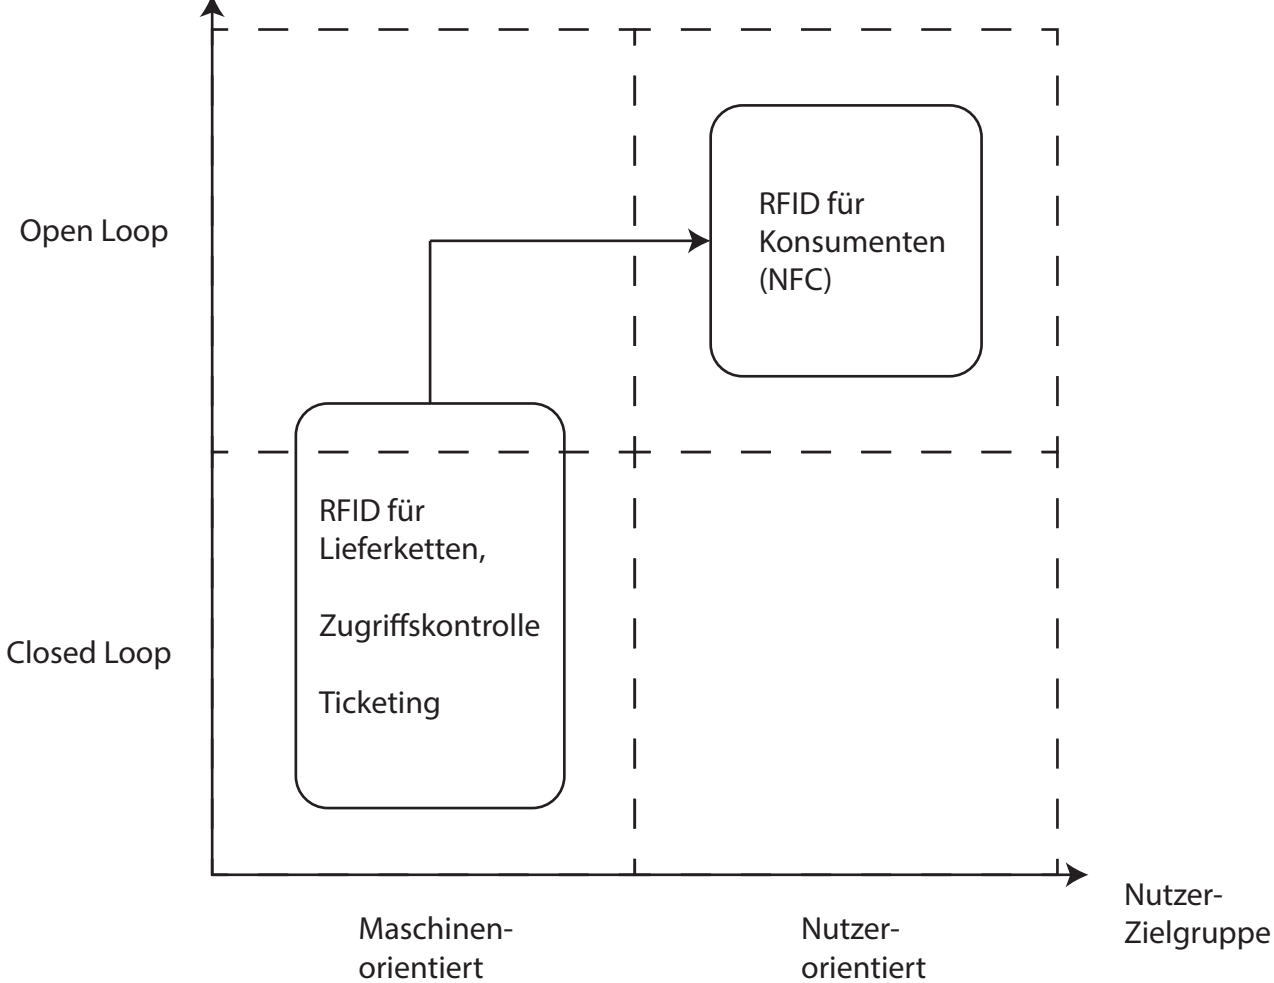 Open Loop
RFID für
Konsumenten
(NFC)
RFID für
Lieferketten,
Zugriffskontrolle
Ticketing
Closed Loop
Maschinen-
orientiert
Nutzer-
orientiert
Nutzer-
Zielgruppe